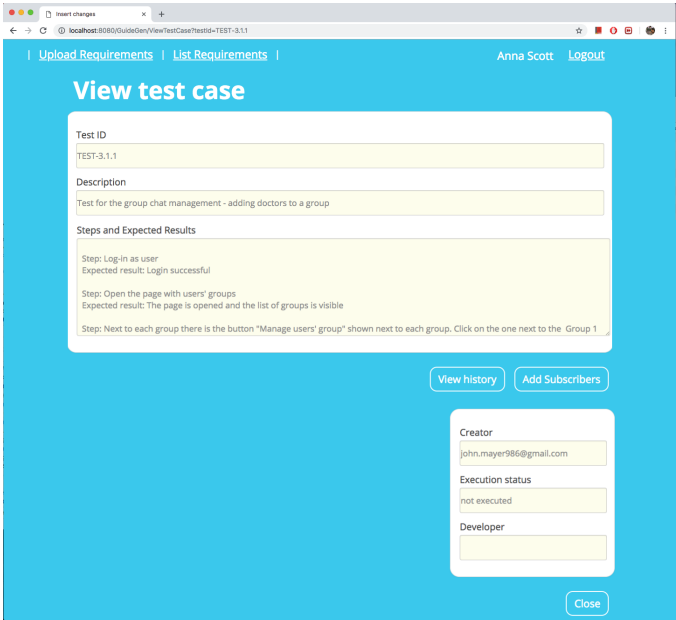 Insert changes
localhost:8080/GuideGen/ViewTestCase?testId=TEST-3.1.1
| Upload Requirements | List Requirements |
Anna Scott Logout
View test case
Test ID
TEST-3.1.1
Description
Test for the group chat management - adding doctors to a group
Steps and Expected Results
Step: Log-in as user
Expected result: Login successful
Step: Open the page with users' groups
Expected result: The page is opened and the list of groups is visible
Step: Next to each group there is the button "Manage users' group" shown next to each group. Click on the one next to the Group 1
View history
Add Subscribers
Creator
john.mayer986@gmail.com
Execution status
not executed
Developer
Close